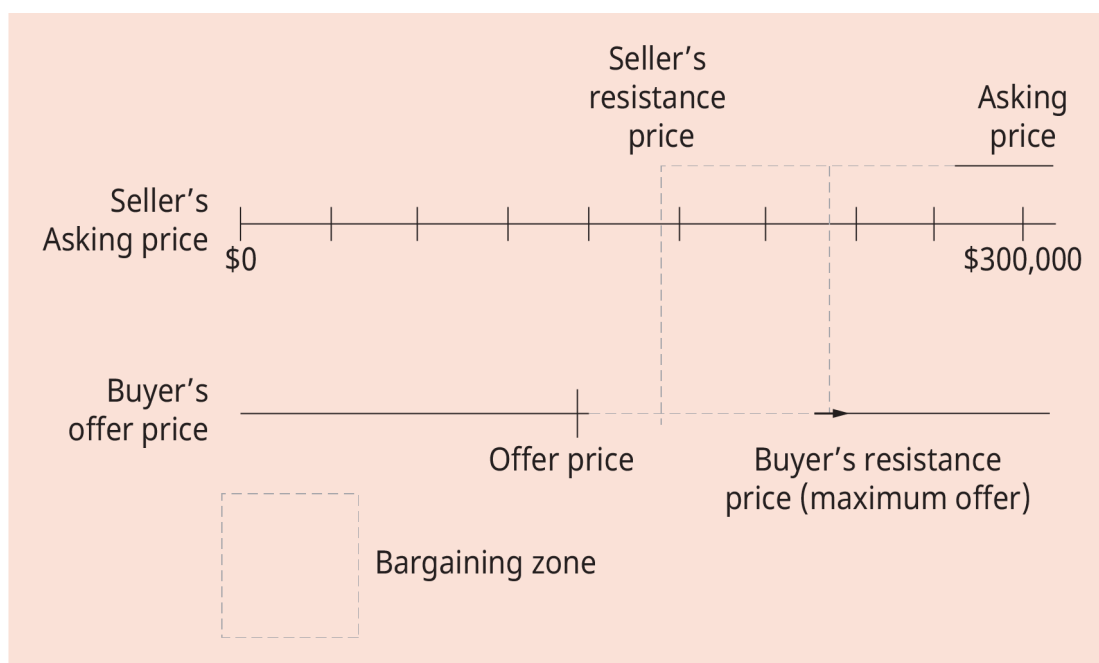 Seller’s
resistance
price
Asking
price
Seller’s
Asking price
$0
$300,000
Buyer’s
offer price
Offer price
Buyer’s resistance
price (maximum offer)
Bargaining zone